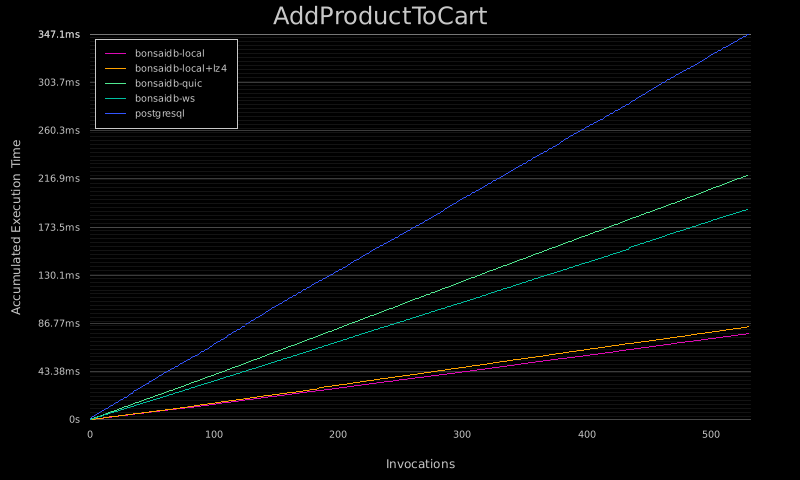 AddProductToCart
347.1ms
303.7ms
260.3ms
216.9ms
173.5ms
130.1ms
86.77ms
43.38ms
0s
Accumulated Execution Time
bonsaidb-local
bonsaidb-local+lz4
bonsaidb-quic
bonsaidb-ws
postgresql
0 100 200 300 400 500
Invocations